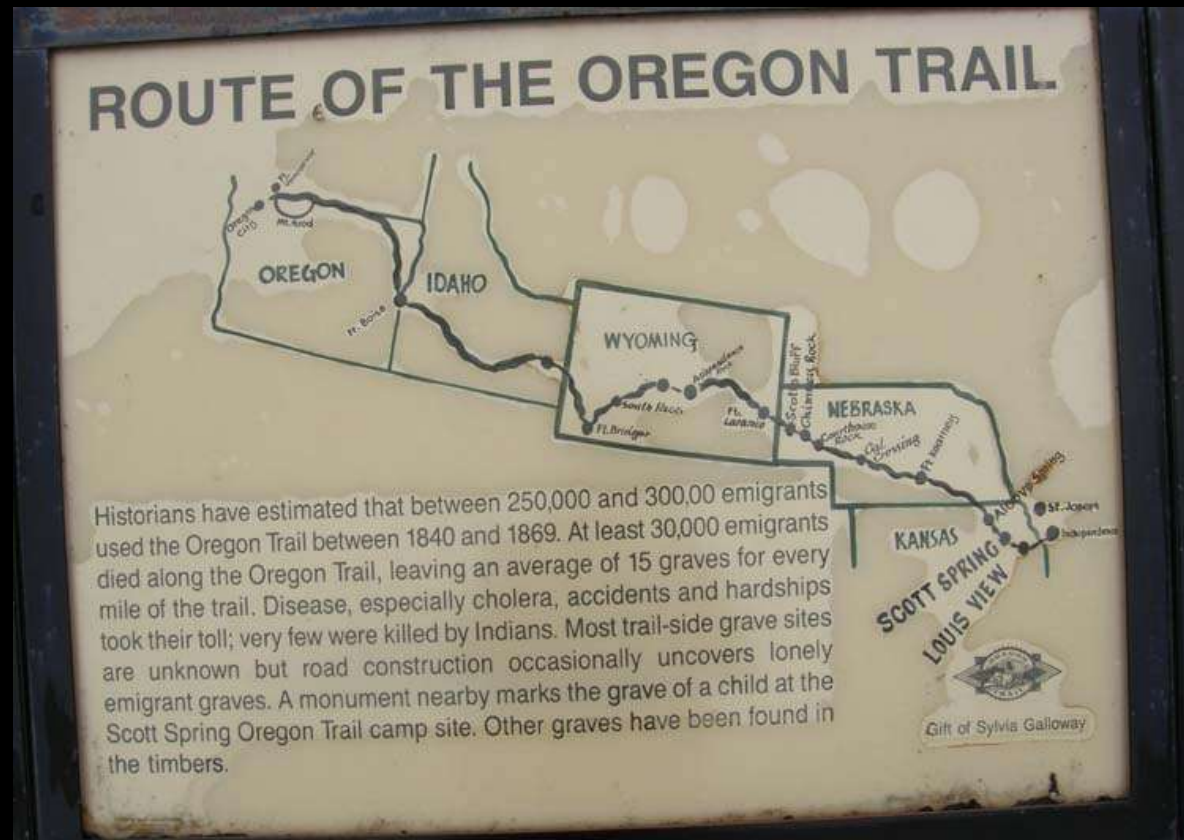 ROUTE OF THE OREGON TRAIL
Ft.
Oregon
City
Mt. Hood
OREGON
IDAHO
Ft. Boise
WYOMING
Independence
Rock
South Pass
Ft. Bridger
Ft.
Laramie
Scotts Bluff
Chimney Rock
NEBRASKA
Courthouse
Rock
Cal.
Crossing
Ft Kearney
Alcove Spring
St. Joseph
Independence
KANSAS
SCOTT SPRING
LOUIS VIEW
Historians have estimated that between 250,000 and 300,00 emigrants
used the Oregon Trail between 1840 and 1869. At least 30,000 emigrants
died along the Oregon Trail, leaving an average of 15 graves for every
mile of the trail. Disease, especially cholera, accidents and hardships
took their toll; very few were killed by Indians. Most trail-side grave sites
are unknown but road construction occasionally uncovers lonely
emigrant graves. A monument nearby marks the grave of a child at the
Scott Spring Oregon Trail camp site. Other graves have been found in
the timbers.
OREGON
TRAIL
Gift of Sylvia Galloway